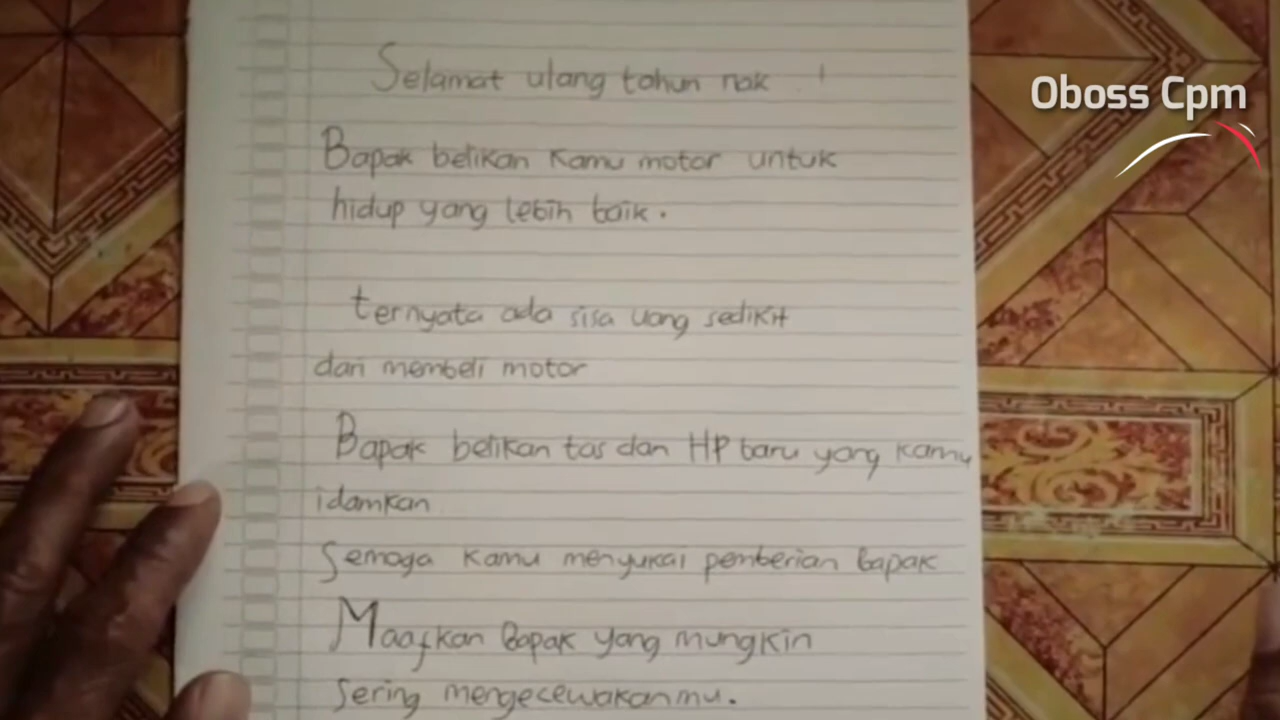 Selamat ulang tahun nak !
Oboss Cpm
Bapak belikan kamu motor untuk
hidup yang lebih baik.
ternyata ada sisa uang sedikit
dari membeli motor
Bapak belikan tas dan HP baru yang kamu
idamkan
Semoga kamu menyukai pemberian Bapak
Maafkan Bapak yang mungkin
sering mengecewakanmu.